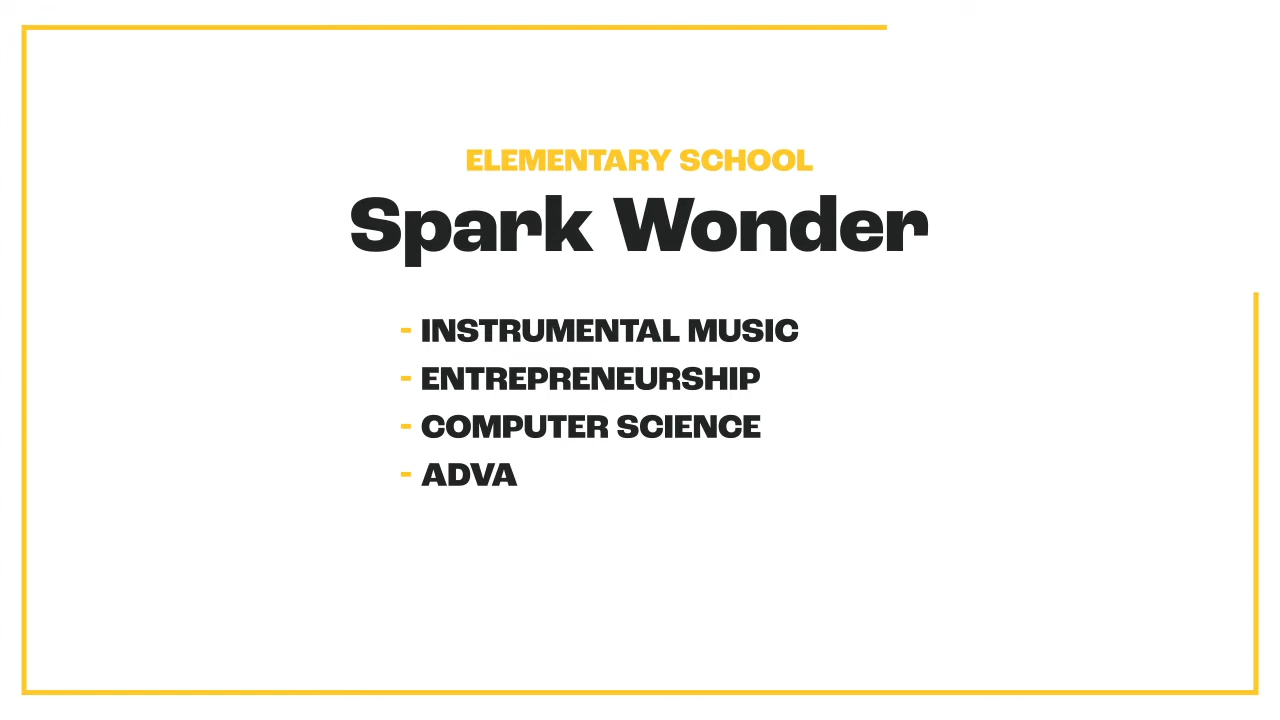 ELEMENTARY SCHOOL
Spark Wonder
- INSTRUMENTAL MUSIC
- ENTREPRENEURSHIP
- COMPUTER SCIENCE
- ADVA